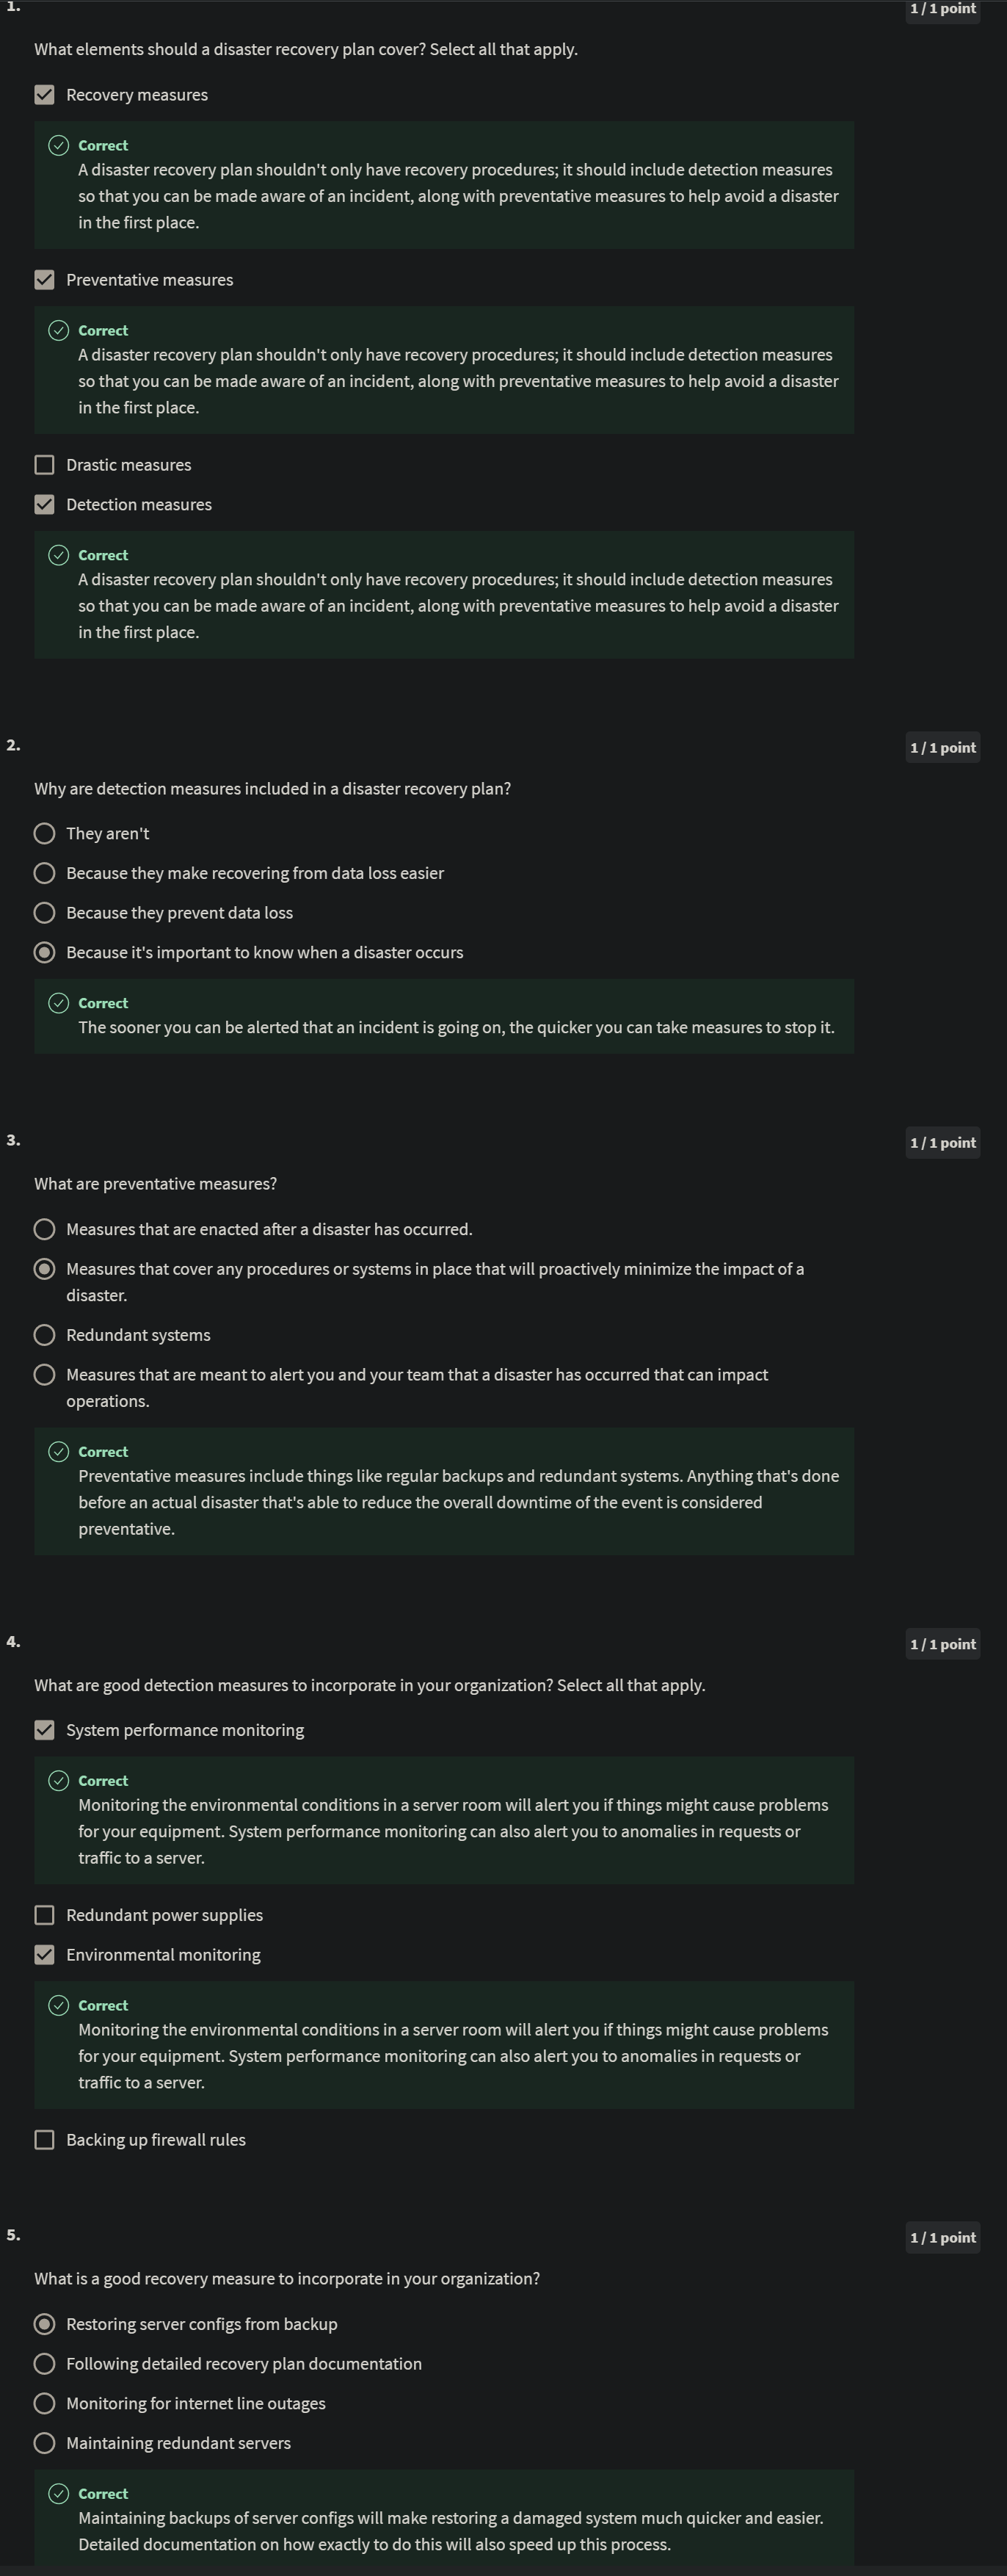 1.
1 / 1 point
What elements should a disaster recovery plan cover? Select all that apply.
Recovery measures
Correct
A disaster recovery plan shouldn't only have recovery procedures; it should include detection measures
so that you can be made aware of an incident, along with preventative measures to help avoid a disaster
in the first place.
Preventative measures
Correct
A disaster recovery plan shouldn't only have recovery procedures; it should include detection measures
so that you can be made aware of an incident, along with preventative measures to help avoid a disaster
in the first place.
Drastic measures
Detection measures
Correct
A disaster recovery plan shouldn't only have recovery procedures; it should include detection measures
so that you can be made aware of an incident, along with preventative measures to help avoid a disaster
in the first place.
2.
1 / 1 point
Why are detection measures included in a disaster recovery plan?
They aren't
Because they make recovering from data loss easier
Because they prevent data loss
Because it's important to know when a disaster occurs
Correct
The sooner you can be alerted that an incident is going on, the quicker you can take measures to stop it.
3.
1 / 1 point
What are preventative measures?
Measures that are enacted after a disaster has occurred.
Measures that cover any procedures or systems in place that will proactively minimize the impact of a
disaster.
Redundant systems
Measures that are meant to alert you and your team that a disaster has occurred that can impact
operations.
Correct
Preventative measures include things like regular backups and redundant systems. Anything that's done
before an actual disaster that's able to reduce the overall downtime of the event is considered
preventative.
4.
1 / 1 point
What are good detection measures to incorporate in your organization? Select all that apply.
System performance monitoring
Correct
Monitoring the environmental conditions in a server room will alert you if things might cause problems
for your equipment. System performance monitoring can also alert you to anomalies in requests or
traffic to a server.
Redundant power supplies
Environmental monitoring
Correct
Monitoring the environmental conditions in a server room will alert you if things might cause problems
for your equipment. System performance monitoring can also alert you to anomalies in requests or
traffic to a server.
Backing up firewall rules
5.
1 / 1 point
What is a good recovery measure to incorporate in your organization?
Restoring server configs from backup
Following detailed recovery plan documentation
Monitoring for internet line outages
Maintaining redundant servers
Correct
Maintaining backups of server configs will make restoring a damaged system much quicker and easier.
Detailed documentation on how exactly to do this will also speed up this process.